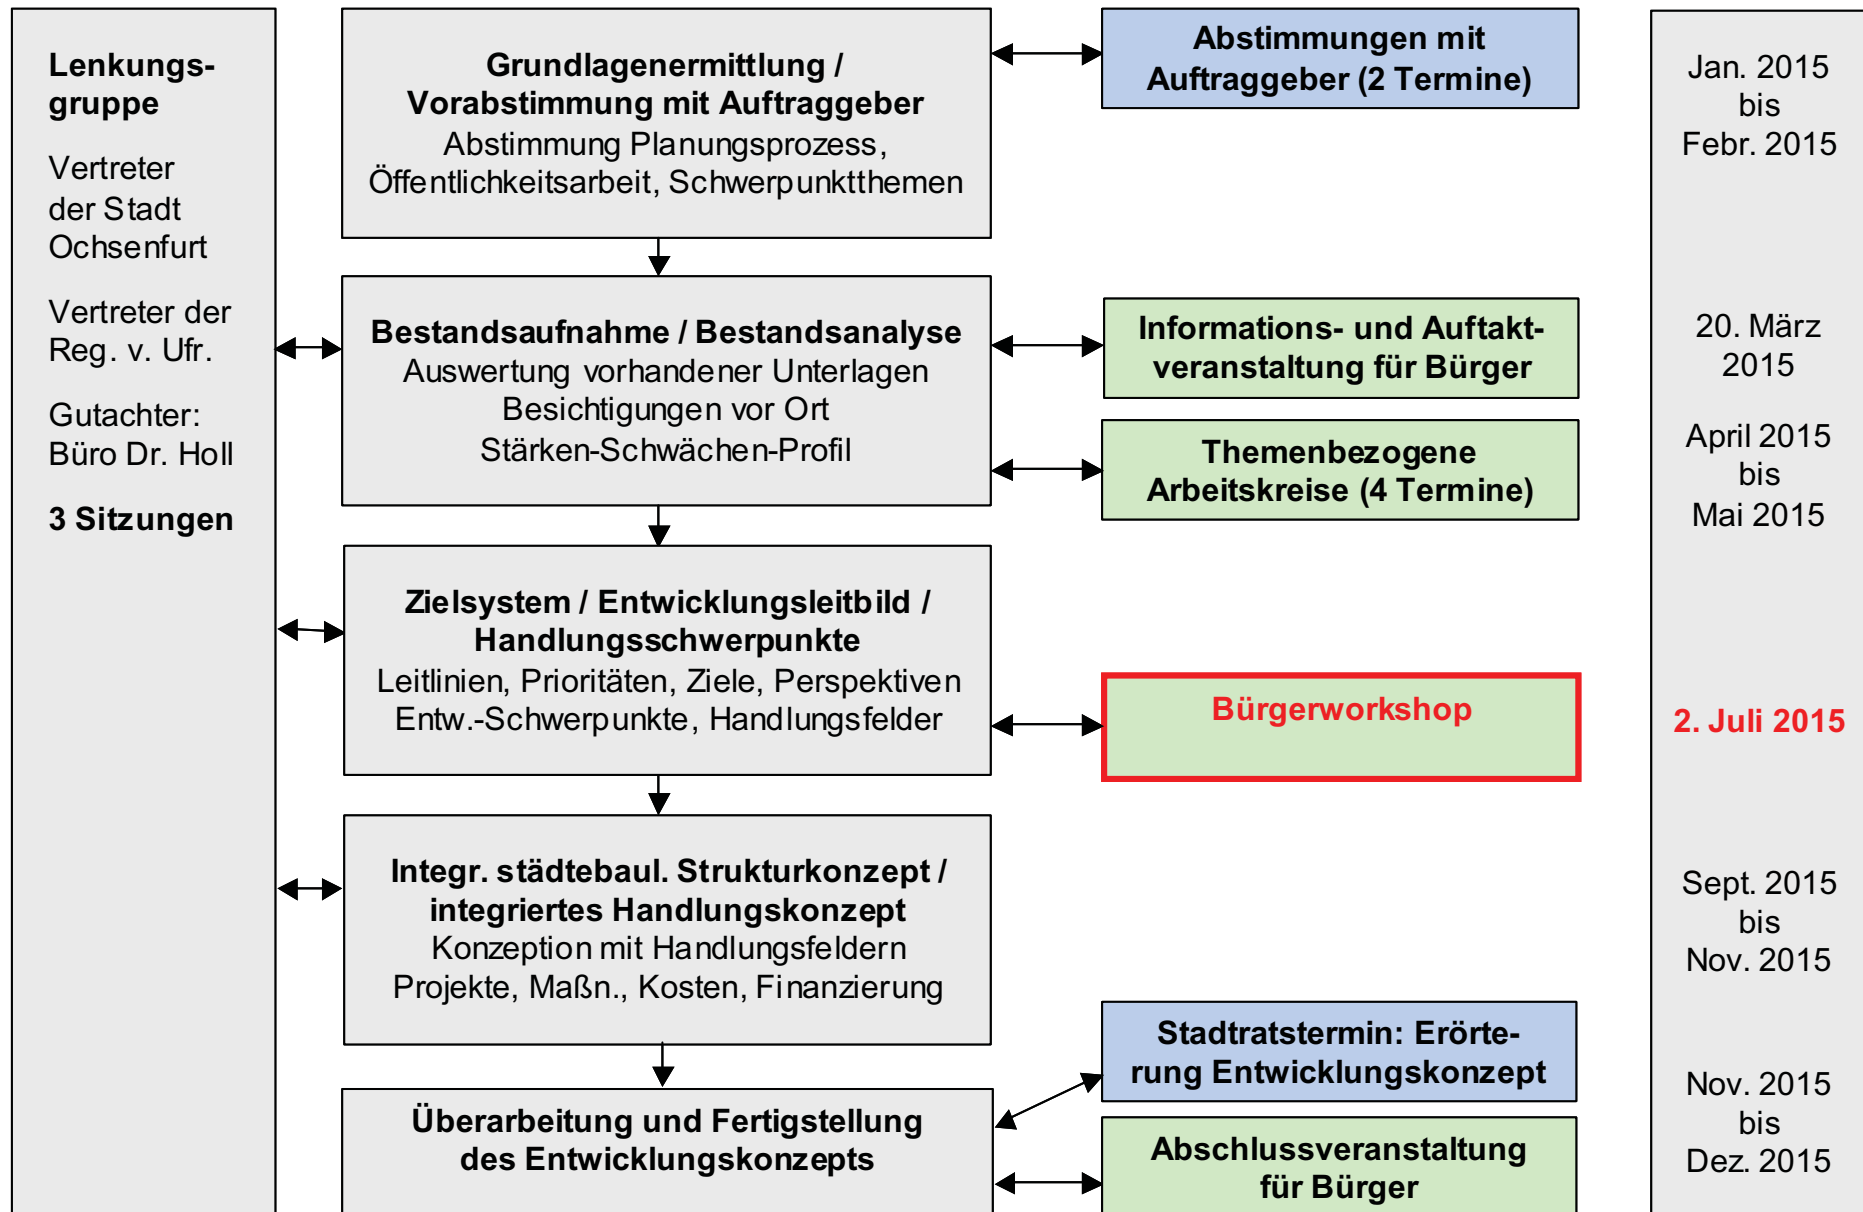 Lenkungs-
gruppe
Vertreter
der Stadt
Ochsenfurt
Vertreter der
Reg. v. Ufr.
Gutachter:
Büro Dr. Holl
3 Sitzungen
Grundlagenermittlung /
Vorabstimmung mit Auftraggeber
Abstimmung Planungsprozess,
Öffentlichkeitsarbeit, Schwerpunktthemen
Bestandsaufnahme / Bestandsanalyse
Auswertung vorhandener Unterlagen
Besichtigungen vor Ort
Stärken-Schwächen-Profil
Zielsystem / Entwicklungsleitbild /
Handlungsschwerpunkte
Leitlinien, Prioritäten, Ziele, Perspektiven
Entw.-Schwerpunkte, Handlungsfelder
Integr. städtebaul. Strukturkonzept /
integriertes Handlungskonzept
Konzeption mit Handlungsfeldern
Projekte, Maßn., Kosten, Finanzierung
Überarbeitung und Fertigstellung
des Entwicklungskonzepts
Abstimmungen mit
Auftraggeber (2 Termine)
Informations- und Auftakt-
veranstaltung für Bürger
Themenbezogene
Arbeitskreise (4 Termine)
Bürgerworkshop
Stadtratstermin: Erörte-
rung Entwicklungskonzept
Abschlussveranstaltung
für Bürger
Jan. 2015
bis
Febr. 2015
20. März
2015
April 2015
bis
Mai 2015
2. Juli 2015
Sept. 2015
bis
Nov. 2015
Nov. 2015
bis
Dez. 2015